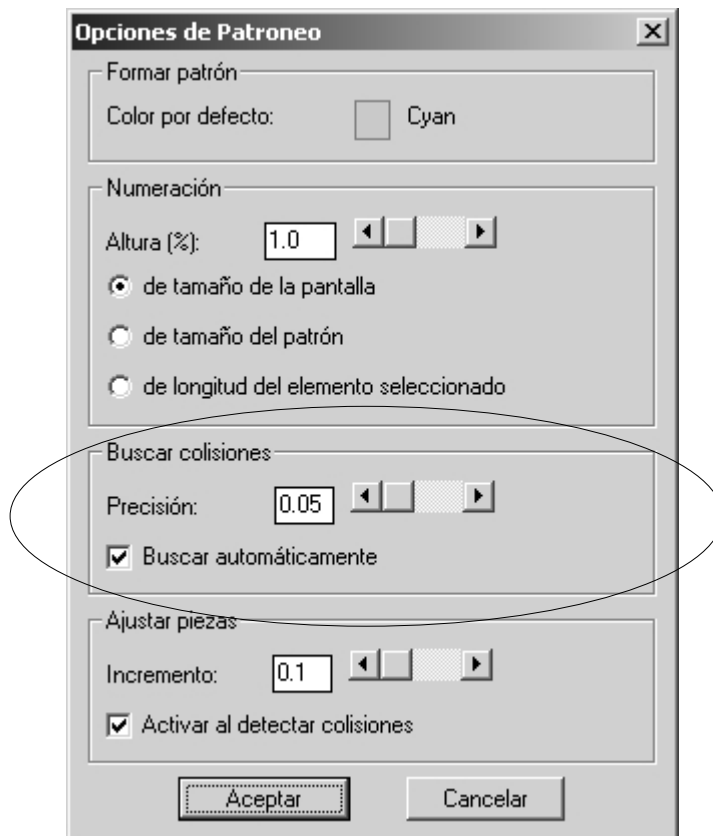 Opciones de Patroneo
Formar patrón
Color por defecto: Cyan
Numeración
Altura (%): 1.0
de tamaño de la pantalla
de tamaño del patrón
de longitud del elemento seleccionado
Buscar colisiones
Precisión: 0.05
Buscar automáticamente
Ajustar piezas
Incremento: 0.1
Activar al detectar colisiones
Aceptar Cancelar